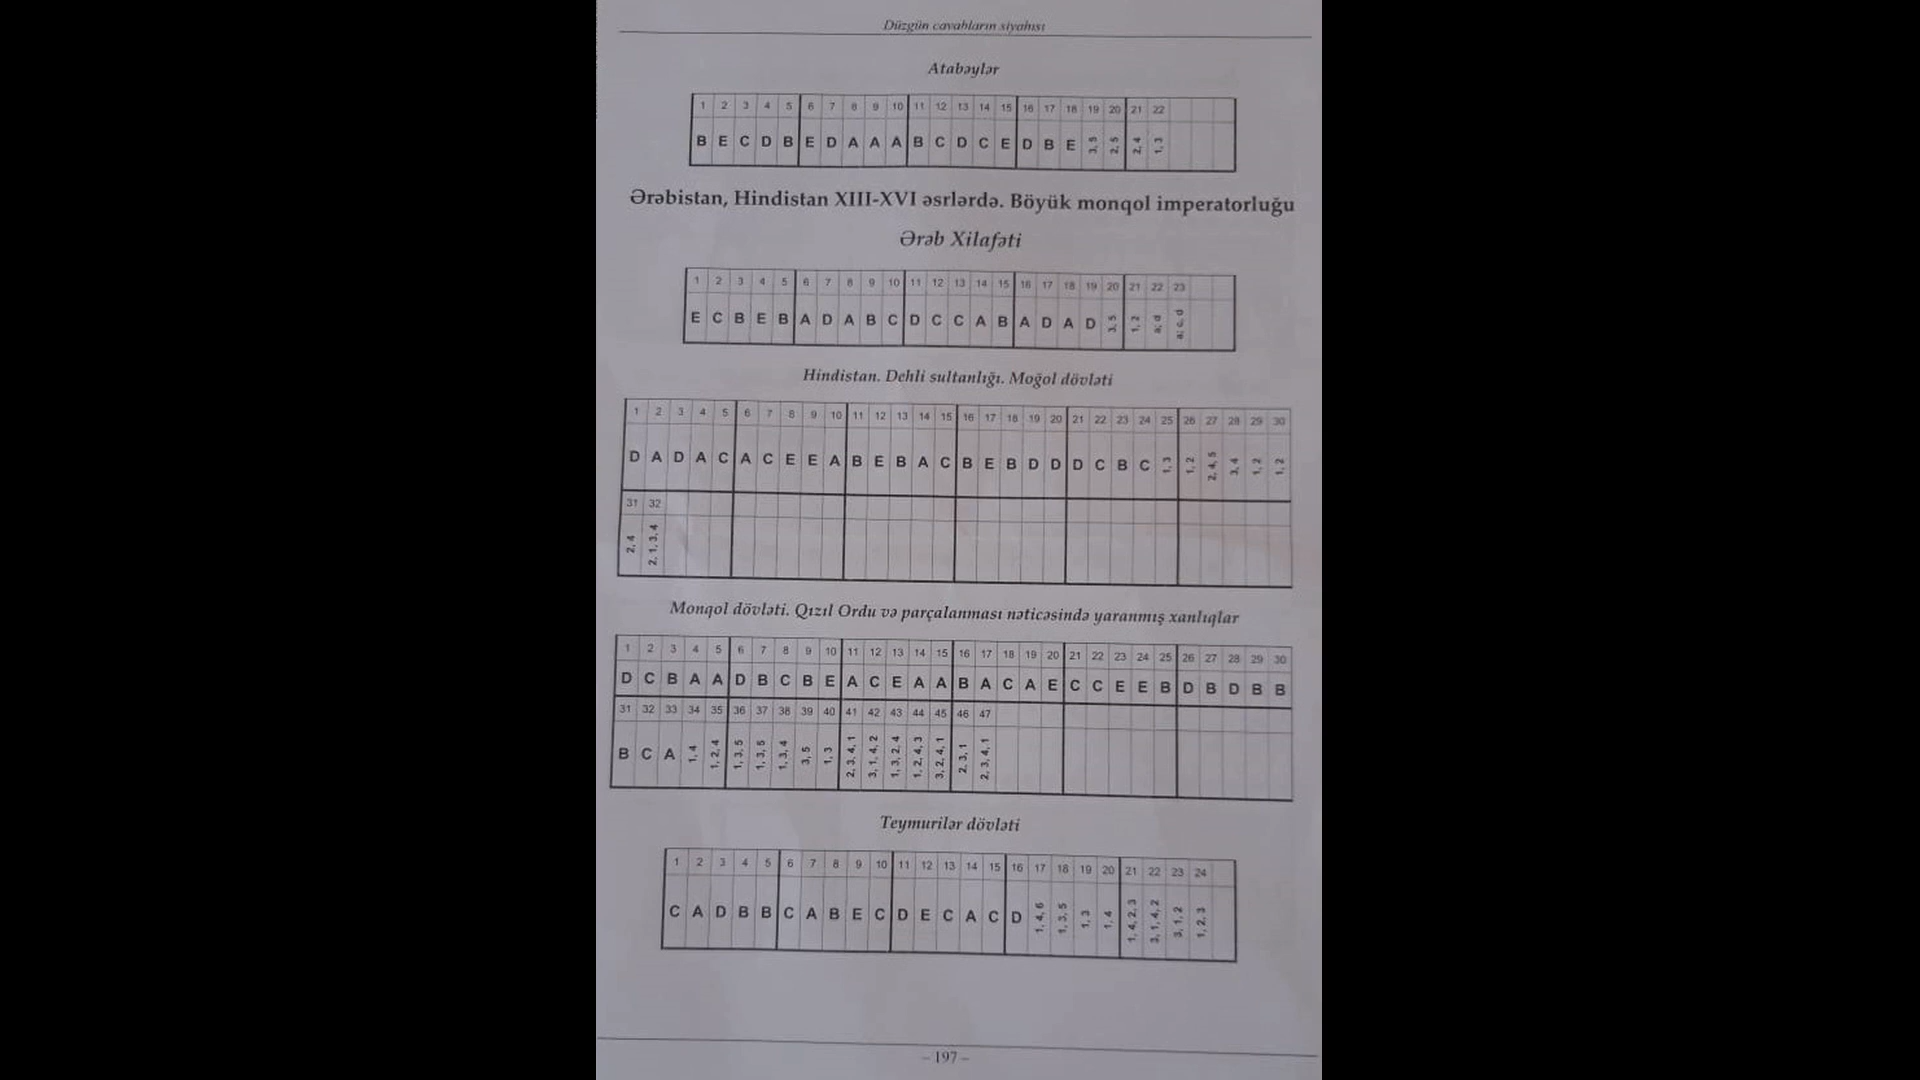 Düzgün cavabların siyahısı
Atabəylər
1 2 3 4 5 6 7 8 9 10 11 12 13 14 15 16 17 18 19 20 21 22
B E C D B E D A A A B C D C E D B E 3, 5 2, 5 2, 4 1, 3
Ərəbistan, Hindistan XIII-XVI əsrlərdə. Böyük monqol imperatorluğu
Ərəb Xilafəti
1 2 3 4 5 6 7 8 9 10 11 12 13 14 15 16 17 18 19 20 21 22 23
E C B E B A D A B C D C C A B A D A D 3, 5 1, 2 a; d a; c, d
Hindistan. Dehli sultanlığı. Moğol dövləti
1 2 3 4 5 6 7 8 9 10 11 12 13 14 15 16 17 18 19 20 21 22 23 24 25 26 27 28 29 30
D A D A C A C E E A B E B A C B E B D D D C B C 1, 3 1, 2 2, 4, 5 3, 4 1, 2 1, 2
31 32
2, 4 2, 1, 3, 4
Monqol dövləti. Qızıl Ordu və parçalanması nəticəsində yaranmış xanlıqlar
1 2 3 4 5 6 7 8 9 10 11 12 13 14 15 16 17 18 19 20 21 22 23 24 25 26 27 28 29 30
D C B A A D B C B E A C E A A B A C A E C C E E B D B D B B
31 32 33 34 35 36 37 38 39 40 41 42 43 44 45 46 47
B C A 1, 4 1, 2, 4 1, 3, 5 1, 3, 5 1, 3, 4 3, 5 1, 3 2, 3, 4, 1 3, 1, 4, 2 1, 3, 2, 4 1, 2, 4, 3 3, 2, 4, 1 2, 3, 1 2, 3, 4, 1
Teymurilər dövləti
1 2 3 4 5 6 7 8 9 10 11 12 13 14 15 16 17 18 19 20 21 22 23 24
C A D B B C A B E C D E C A C D 1, 4, 6 1, 3, 5 1, 3 1, 4 1, 4, 2, 3 3, 1, 4, 2 3, 1, 2 1, 2, 3
– 197 –